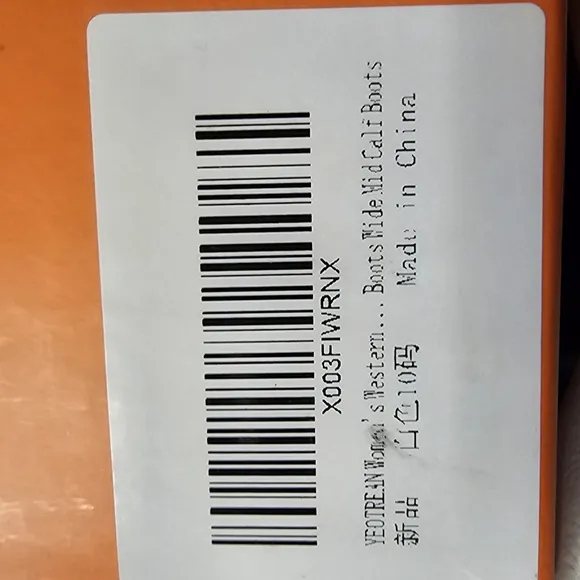 X003FIWRNX
YEOTREAN Women's Western... Boots Wide Mid Calf Boots
新品 白色10码 Made in China